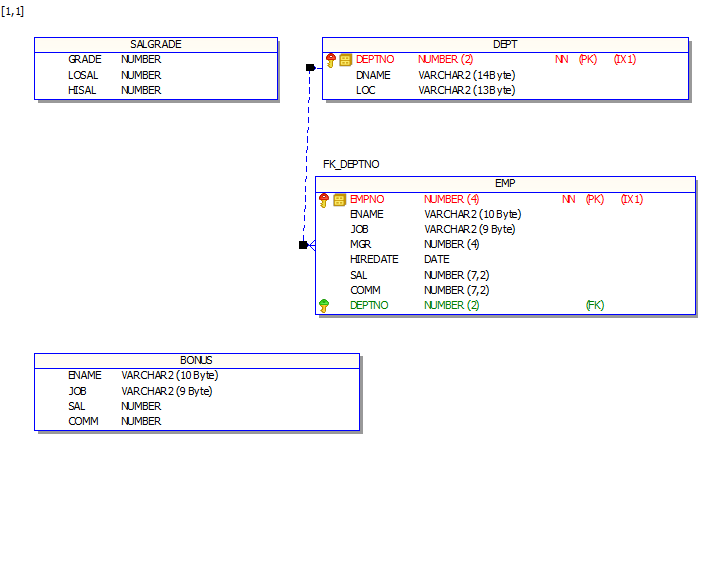 [1,1]
SALGRADE
GRADE NUMBER
LOSAL NUMBER
HISAL NUMBER
DEPT
DEPTNO NUMBER (2) NN (PK) (IX1)
DNAME VARCHAR2 (14 Byte)
LOC VARCHAR2 (13 Byte)
FK_DEPTNO
EMP
EMPNO NUMBER (4) NN (PK) (IX1)
ENAME VARCHAR2 (10 Byte)
JOB VARCHAR2 (9 Byte)
MGR NUMBER (4)
HIREDATE DATE
SAL NUMBER (7,2)
COMM NUMBER (7,2)
DEPTNO NUMBER (2) (FK)
BONUS
ENAME VARCHAR2 (10 Byte)
JOB VARCHAR2 (9 Byte)
SAL NUMBER
COMM NUMBER